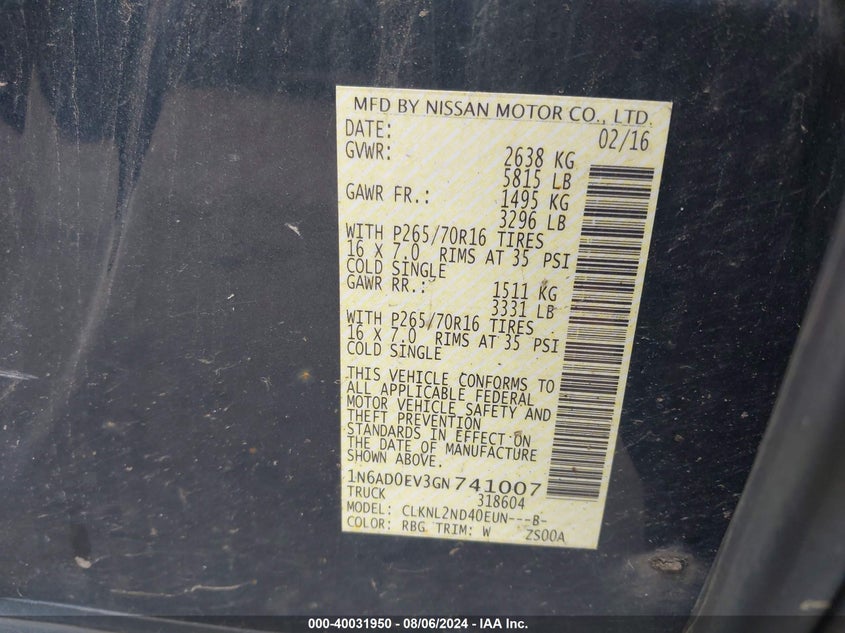 MFD BY NISSAN MOTOR CO., LTD.
DATE: 02/16
GVWR: 2638 KG
5815 LB
GAWR FR.: 1495 KG
3296 LB
WITH P265/70R16 TIRES
16 X 7.0 RIMS AT 35 PSI
COLD SINGLE
GAWR RR.: 1511 KG
3331 LB
WITH P265/70R16 TIRES
16 X 7.0 RIMS AT 35 PSI
COLD SINGLE
THIS VEHICLE CONFORMS TO
ALL APPLICABLE FEDERAL
MOTOR VEHICLE SAFETY AND
THEFT PREVENTION
STANDARDS IN EFFECT ON
THE DATE OF MANUFACTURE
SHOWN ABOVE.
1N6AD0EV3GN741007
TRUCK 318604
MODEL: CLKNL2ND40EUN---B-
COLOR: RBG TRIM: W ZS00A
000-40031950 - 08/06/2024 - IAA Inc.